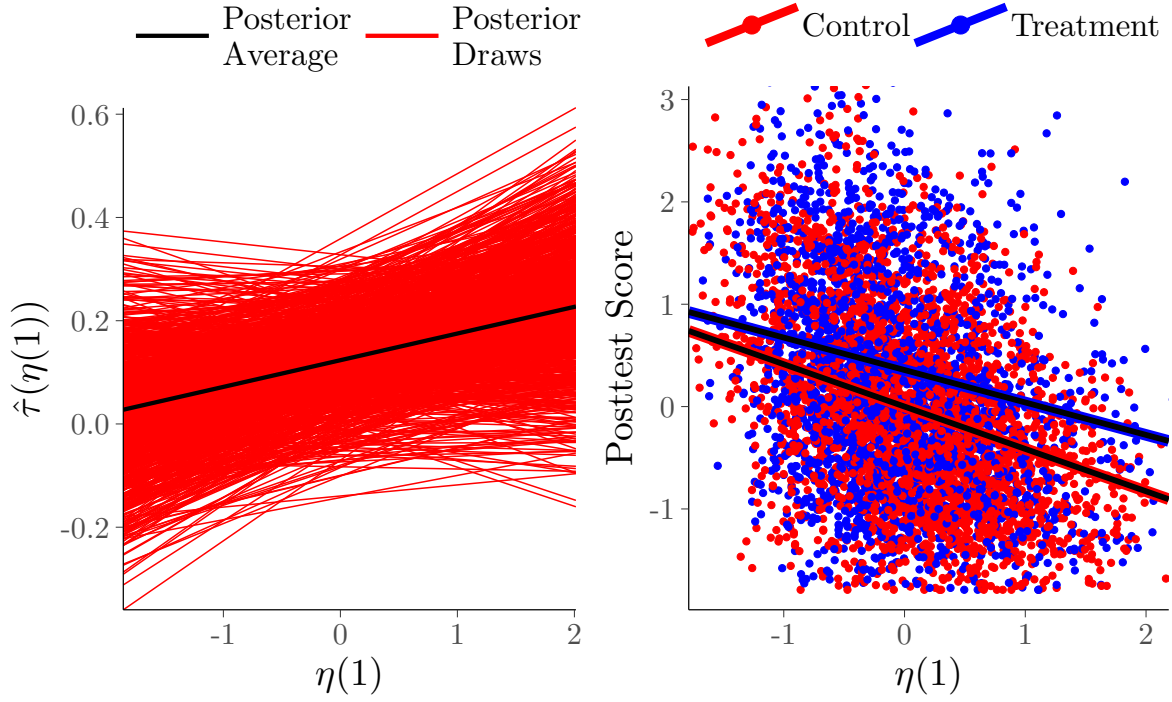 Posterior Average
Posterior Draws
0.6
0.4
0.2
0.0
-0.2
τ̂(η(1))
-1
0
1
2
η(1)
Control
Treatment
3
2
1
0
-1
Posttest Score
-1
0
1
2
η(1)